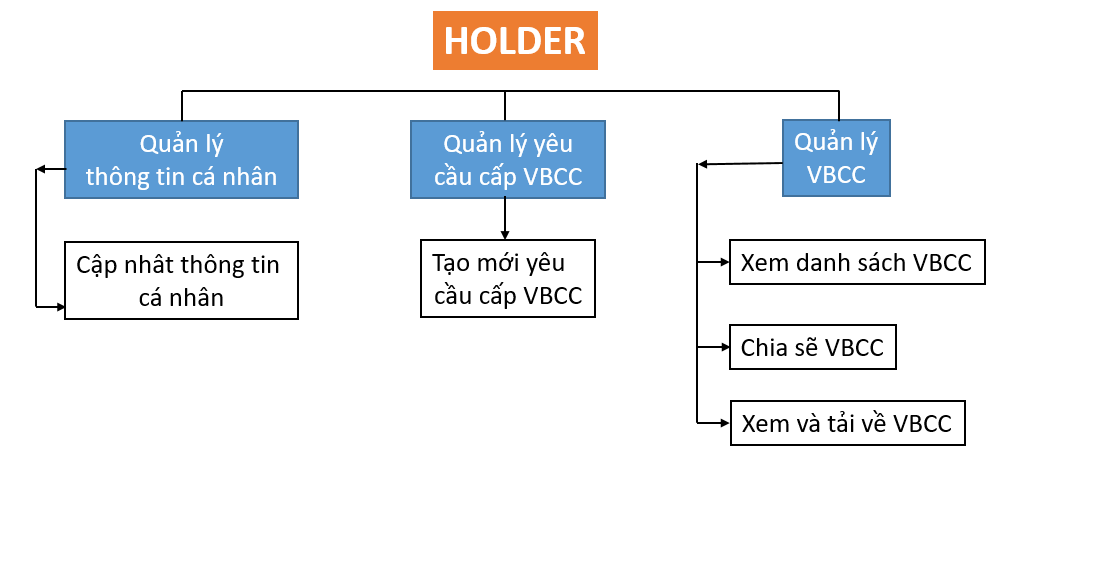 HOLDER
Quản lý
thông tin cá nhân
Quản lý yêu
cầu cấp VBCC
Quản lý
VBCC
Cập nhât thông tin
cá nhân
Tạo mới yêu
cầu cấp VBCC
Xem danh sách VBCC
Chia sẽ VBCC
Xem và tải về VBCC